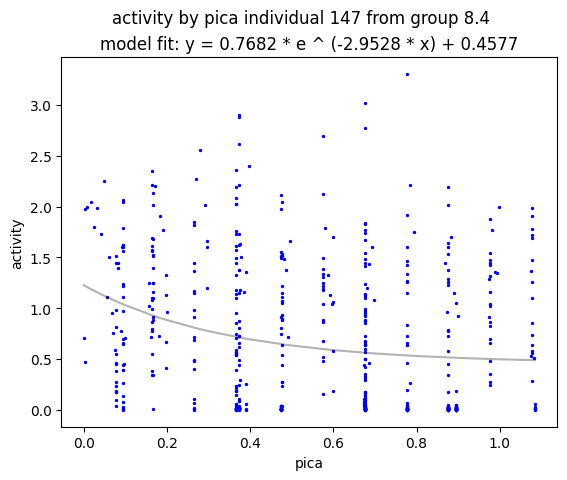 activity by pica individual 147 from group 8.4
model fit: y = 0.7682 * e ^ (-2.9528 * x) + 0.4577
3.0
2.5
2.0
1.5
1.0
0.5
0.0
activity
0.0 0.2 0.4 0.6 0.8 1.0
pica